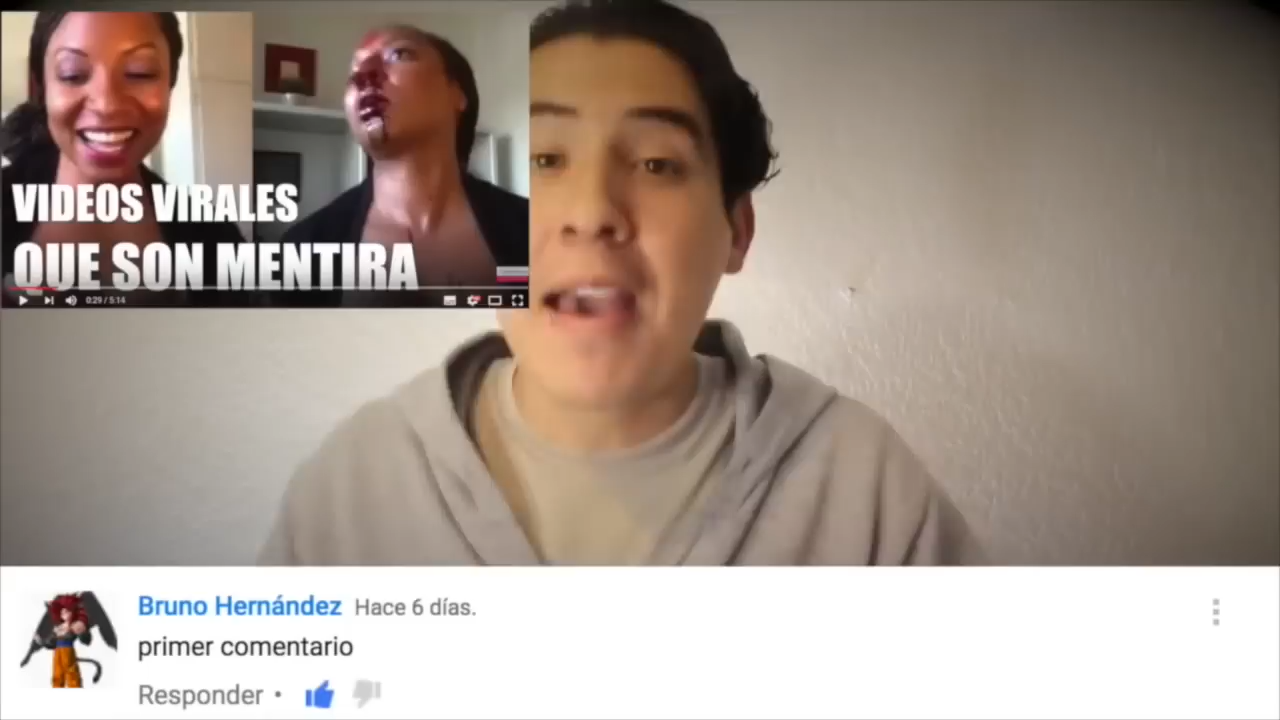 VIDEOS VIRALES
QUE SON MENTIRA
0:29 / 5:14
Bruno Hernández Hace 6 días.
primer comentario
Responder •